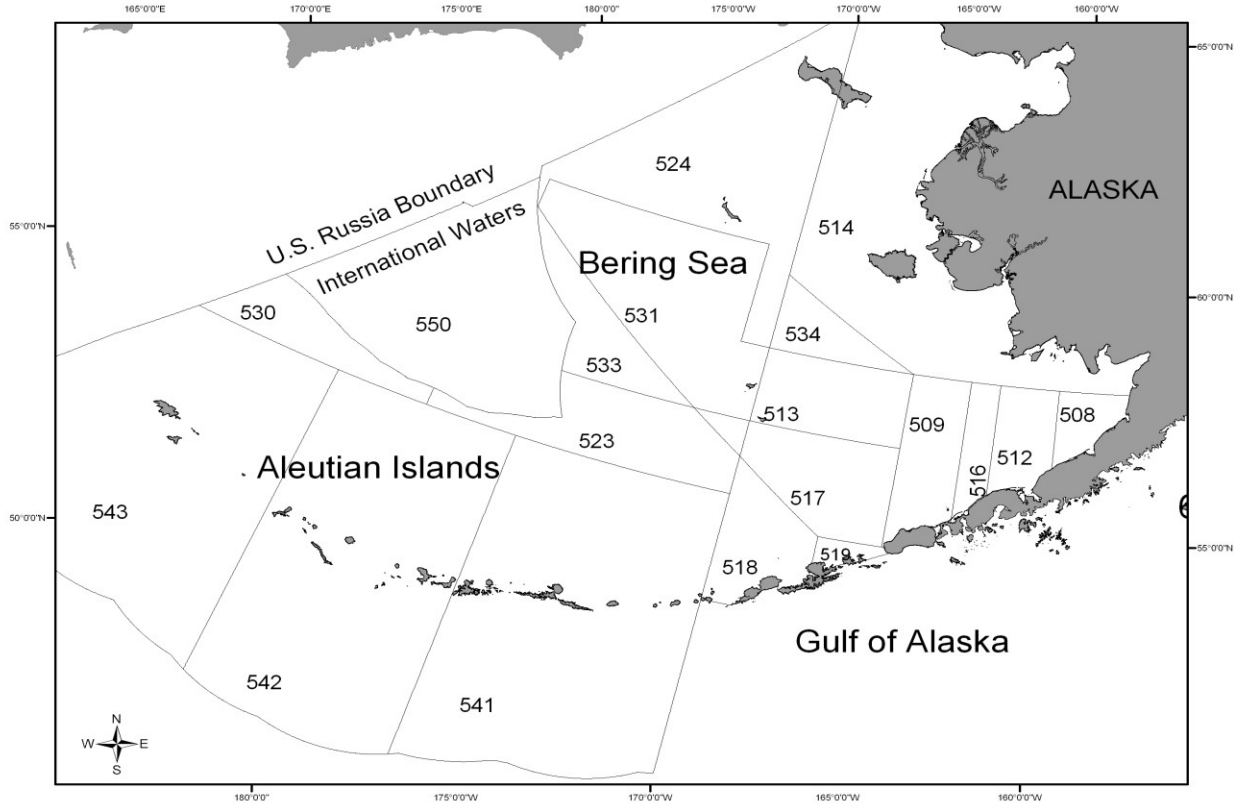 165°0'0"E 170°0'0"E 175°0'0"E 180°0'0" 175°0'0"W 170°0'0"W 165°0'0"W 160°0'0"W
65°0'0"N
524
ALASKA
U.S. Russia Boundary
55°0'0"N
514
International Waters
Bering Sea
60°0'0"N
530
550
531
534
533
513
508
509
523
512
Aleutian Islands
516
517
543
50°0'0"N
55°0'0"N
519
518
Gulf of Alaska
542
541
N
W E
S
180°0'0" 175°0'0"W 170°0'0"W 165°0'0"W 160°0'0"W